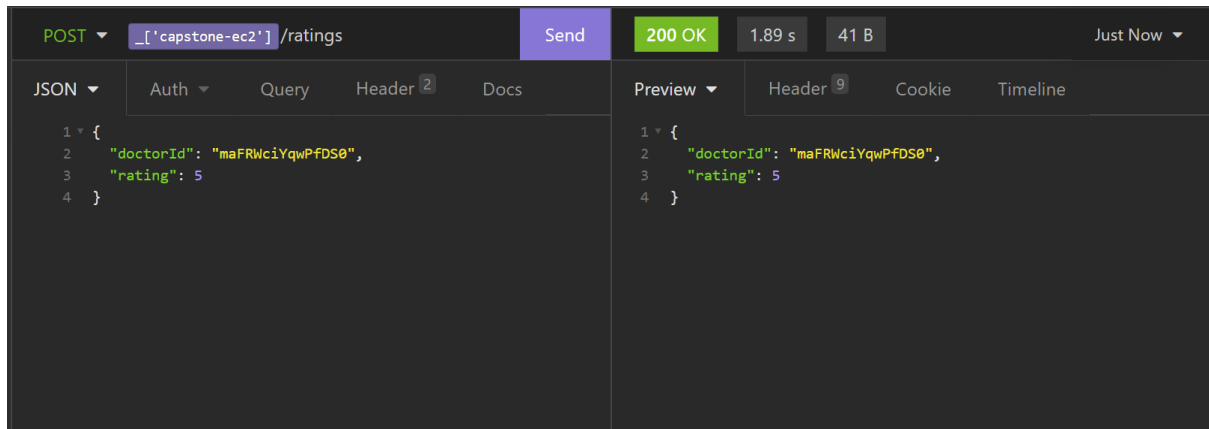 POST _['capstone-ec2'] /ratings Send 200 OK 1.89 s 41 B Just Now
JSON Auth Query Header 2 Docs Preview Header 9 Cookie Timeline
1 {
2 "doctorId": "maFRWciYqwPfDS0",
3 "rating": 5
4 }
1 {
2 "doctorId": "maFRWciYqwPfDS0",
3 "rating": 5
4 }